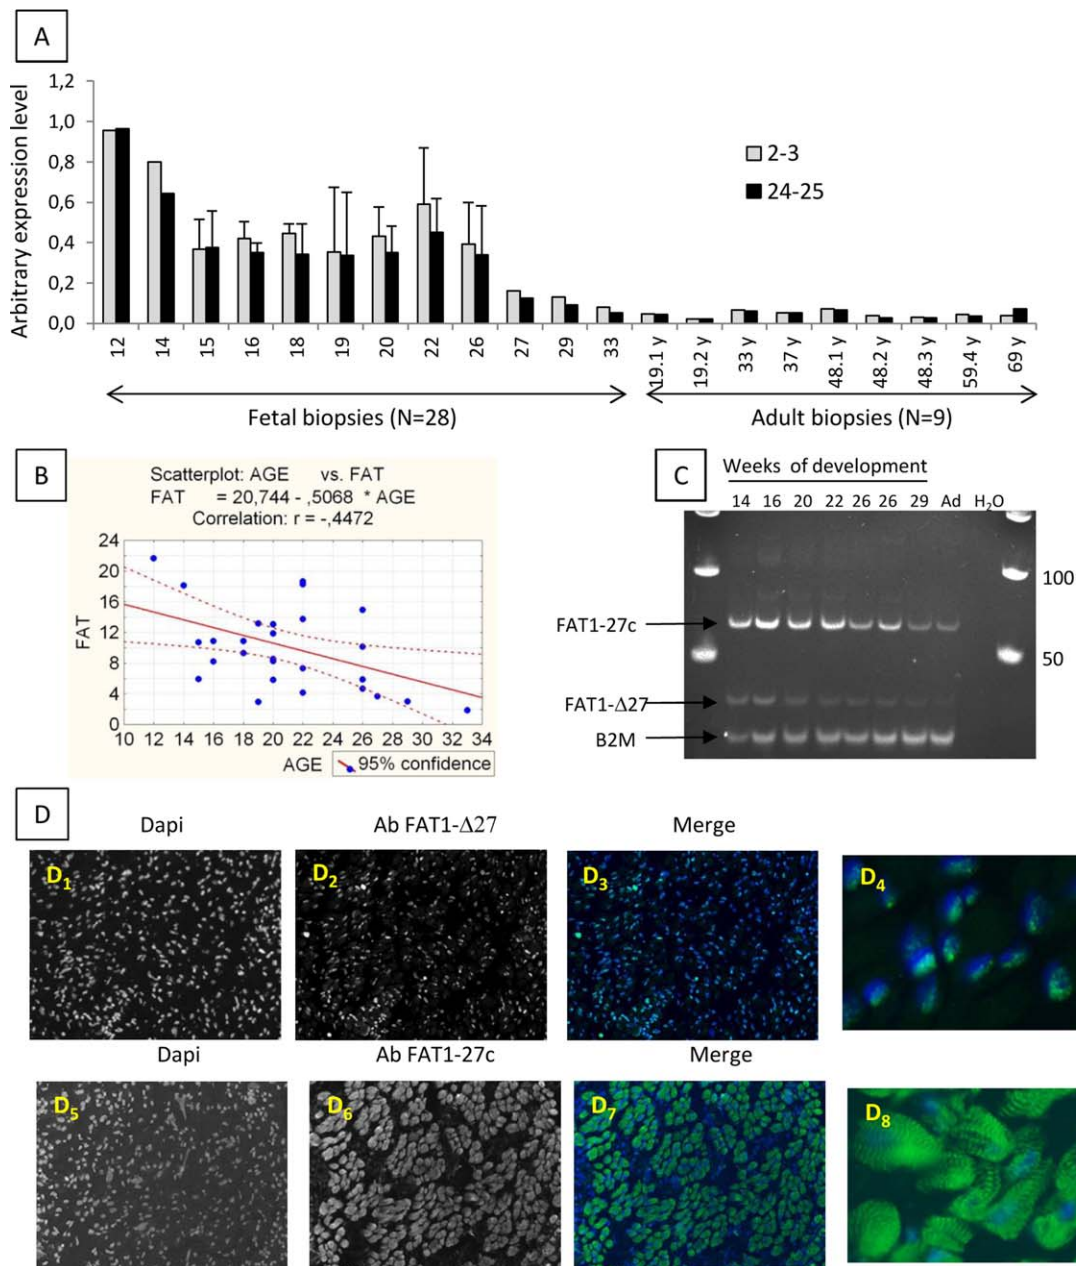 A
Arbitrary expression level
1,2
1,0
0,8
0,6
0,4
0,2
0,0
2-3
24-25
12 14 15 16 18 19 20 22 26 27 29 33 19.1 y 19.2 y 33 y 37 y 48.1 y 48.2 y 48.3 y 59.4 y 69 y
Fetal biopsies (N=28) Adult biopsies (N=9)
B
Scatterplot: AGE vs. FAT
FAT = 20,744 - ,5068 * AGE
Correlation: r = -,4472
FAT
24
20
16
12
8
4
0
10 12 14 16 18 20 22 24 26 28 30 32 34
AGE 95% confidence
C
Weeks of development
14 16 20 22 26 26 29 Ad H₂O
100
FAT1-27c
50
FAT1-Δ27
B2M
D
Dapi Ab FAT1-Δ27 Merge
D₁ D₂ D₃ D₄
Dapi Ab FAT1-27c Merge
D₅ D₆ D₇ D₈